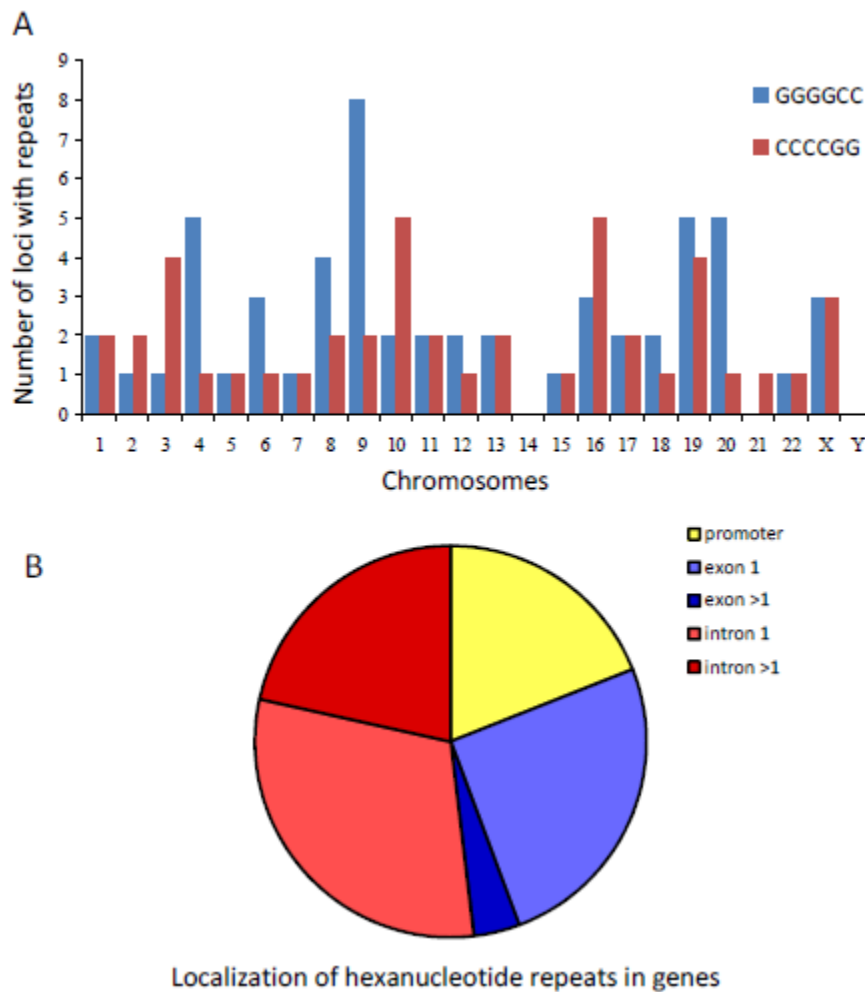 A
Number of loci with repeats
9
8
7
6
5
4
3
2
1
0
GGGGCC
CCCCGG
1 2 3 4 5 6 7 8 9 10 11 12 13 14 15 16 17 18 19 20 21 22 X Y
Chromosomes
B
promoter
exon 1
exon >1
intron 1
intron >1
Localization of hexanucleotide repeats in genes